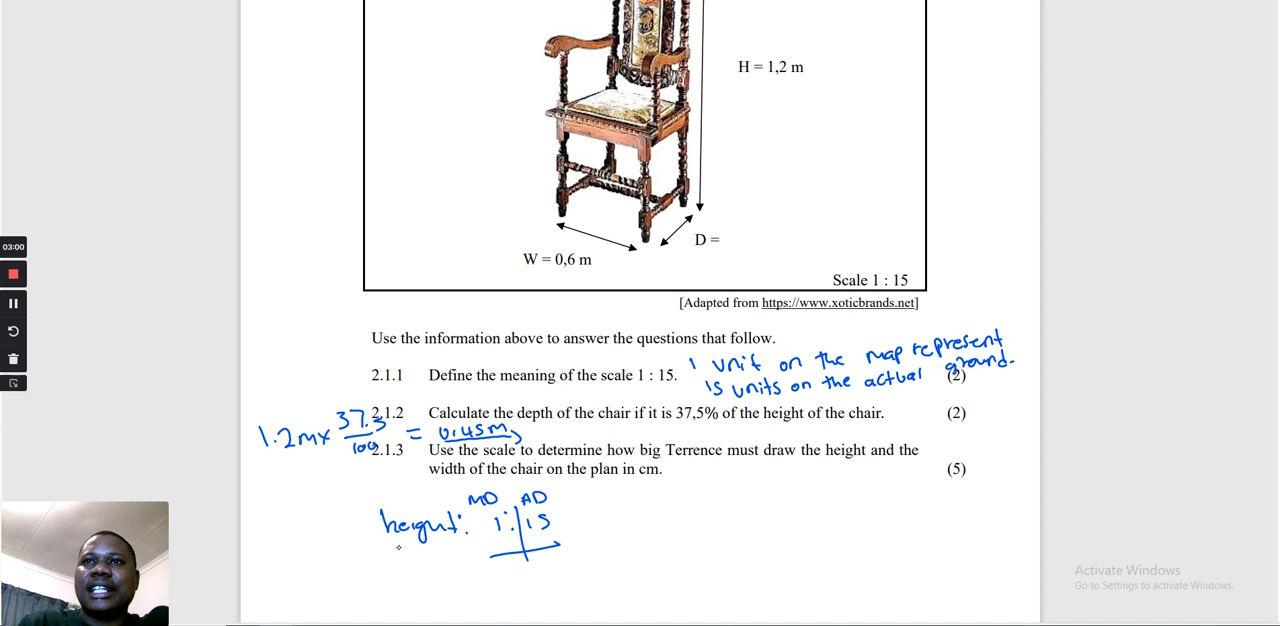 H = 1,2 m
D =
W = 0,6 m
Scale 1 : 15
[Adapted from https://www.xoticbrands.net]
Use the information above to answer the questions that follow.
1 unit on the map represent
15 units on the actual ground.
2.1.1 Define the meaning of the scale 1 : 15. (2)
2.1.2 Calculate the depth of the chair if it is 37,5% of the height of the chair. (2)
1.2m x 37.5
100
= 0.45m
03:00
2.1.3 Use the scale to determine how big Terrence must draw the height and the
width of the chair on the plan in cm. (5)
MD AD
height: 1 : 15
Activate Windows
Go to Settings to activate Windows.